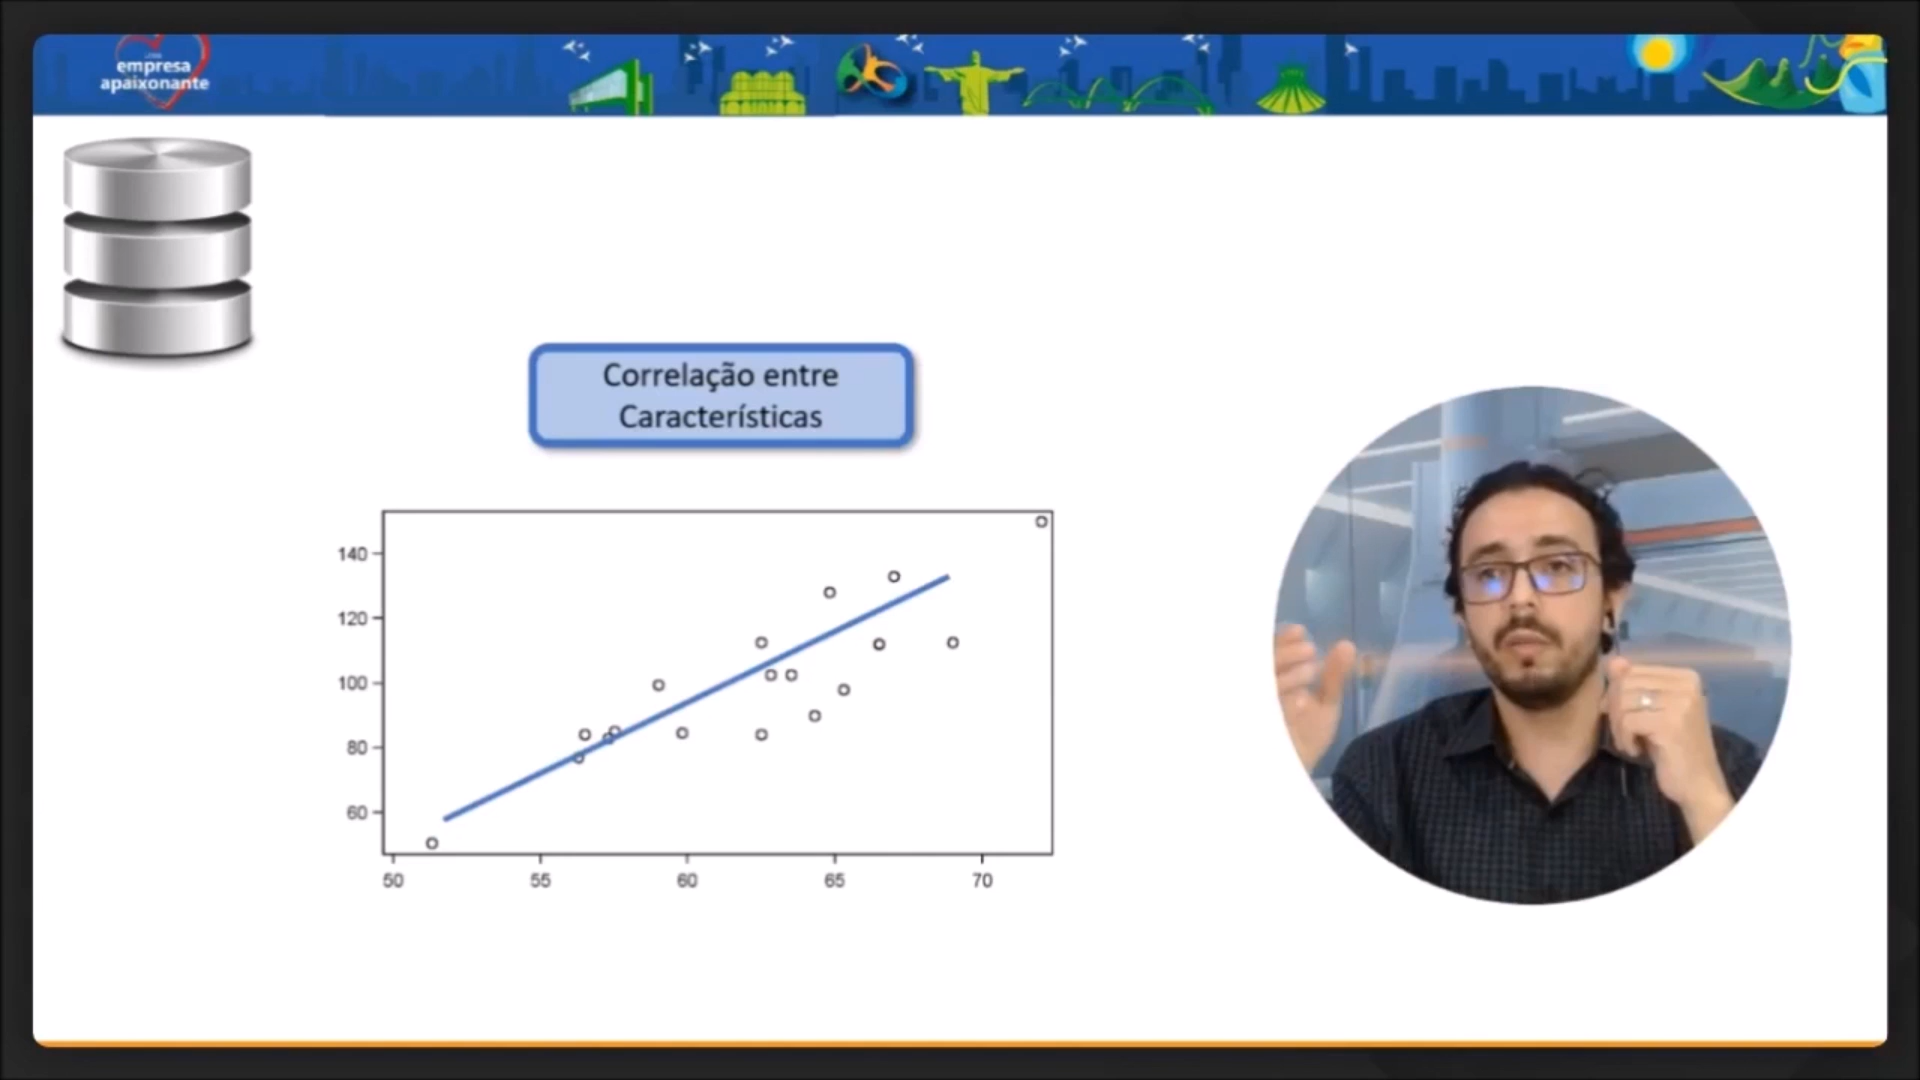 empresa
apaixonante
Correlação entre
Características
140
120
100
80
60
50 55 60 65 70